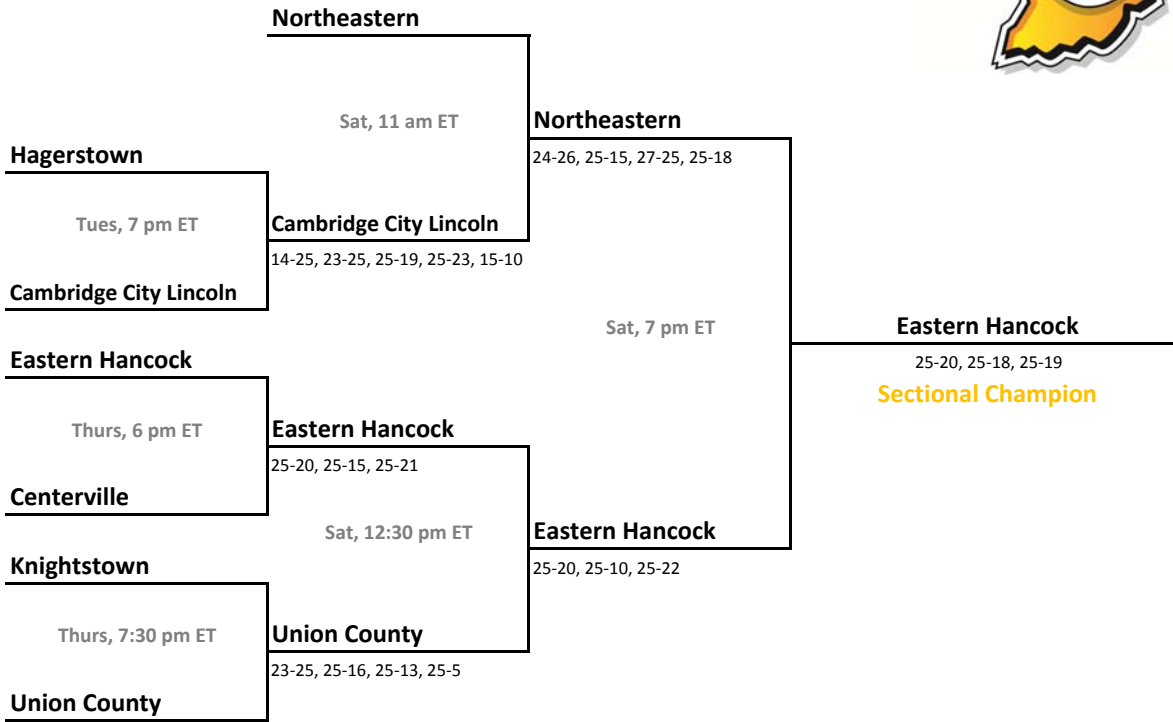 Northeastern
Sat, 11 am ET
Northeastern
24-26, 25-15, 27-25, 25-18
Hagerstown
Tues, 7 pm ET
Cambridge City Lincoln
14-25, 23-25, 25-19, 25-23, 15-10
Cambridge City Lincoln
Sat, 7 pm ET
Eastern Hancock
25-20, 25-18, 25-19
Sectional Champion
Eastern Hancock
Thurs, 6 pm ET
Eastern Hancock
25-20, 25-15, 25-21
Centerville
Sat, 12:30 pm ET
Eastern Hancock
25-20, 25-10, 25-22
Knightstown
Thurs, 7:30 pm ET
Union County
23-25, 25-16, 25-13, 25-5
Union County